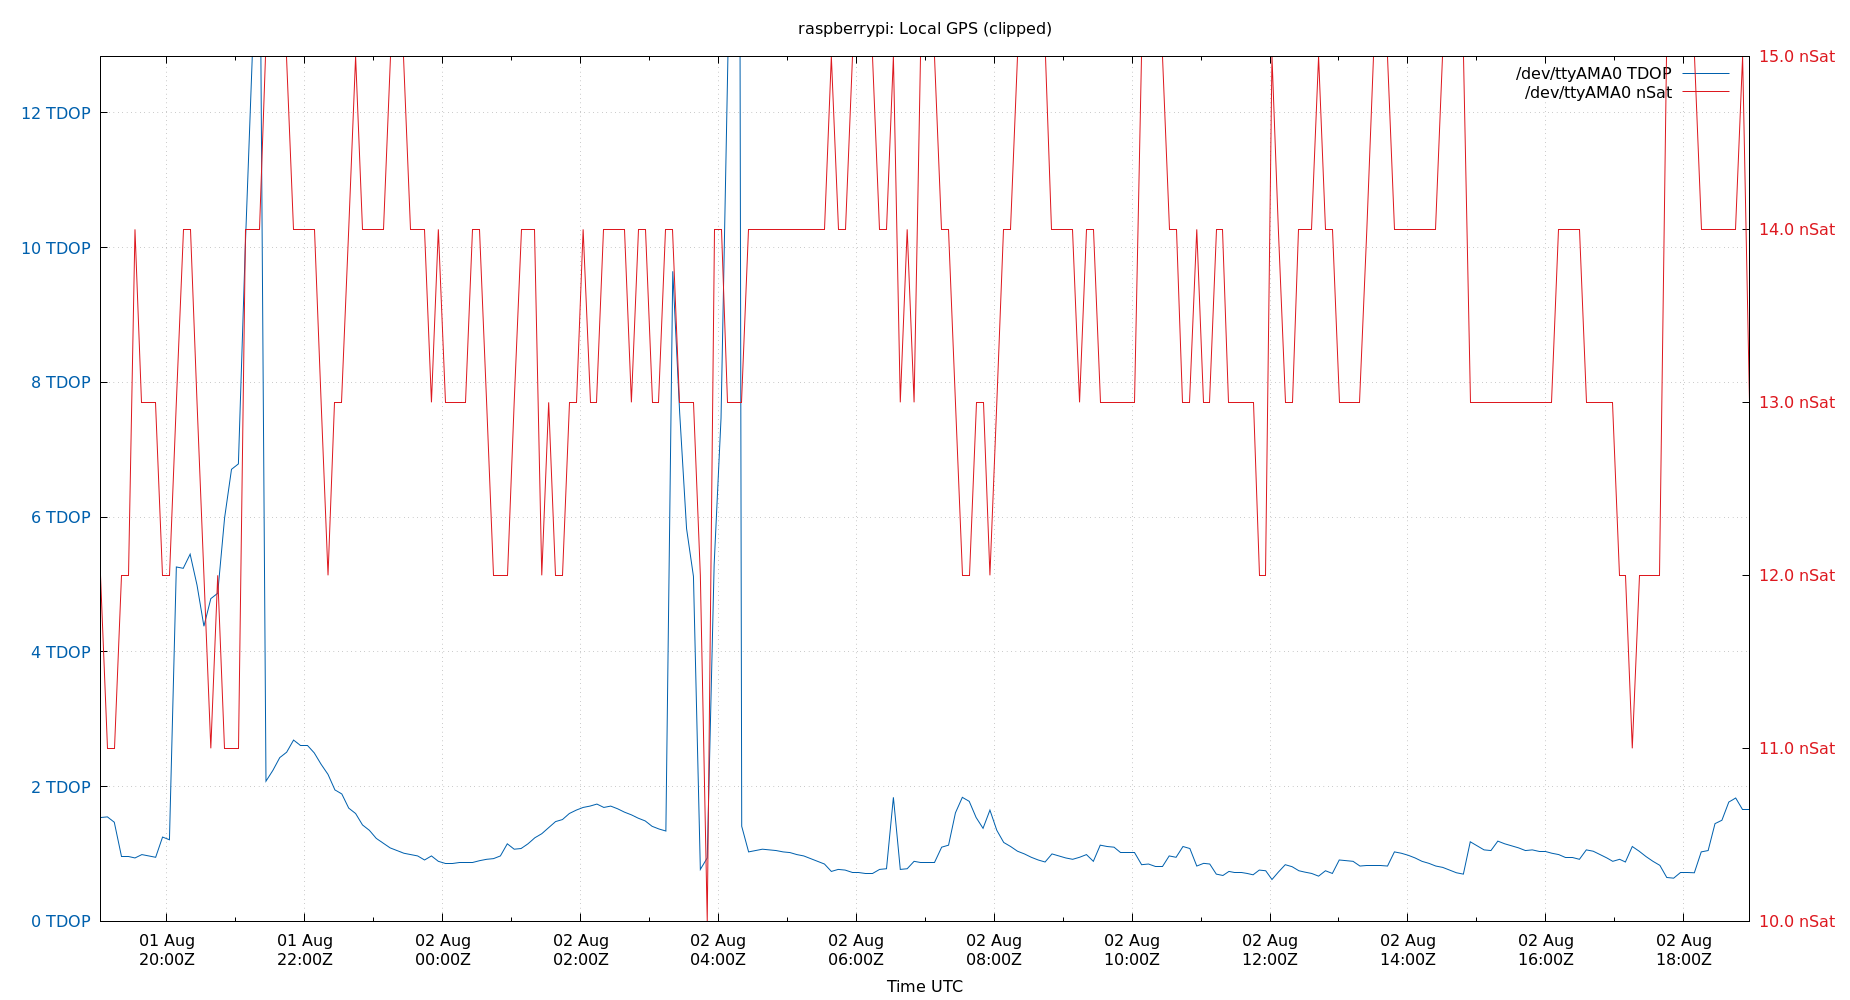 raspberrypi: Local GPS (clipped)
/dev/ttyAMA0 TDOP
/dev/ttyAMA0 nSat
12 TDOP
10 TDOP
8 TDOP
6 TDOP
4 TDOP
2 TDOP
0 TDOP
15.0 nSat
14.0 nSat
13.0 nSat
12.0 nSat
11.0 nSat
10.0 nSat
01 Aug 20:00Z
01 Aug 22:00Z
02 Aug 00:00Z
02 Aug 02:00Z
02 Aug 04:00Z
02 Aug 06:00Z
02 Aug 08:00Z
02 Aug 10:00Z
02 Aug 12:00Z
02 Aug 14:00Z
02 Aug 16:00Z
02 Aug 18:00Z
Time UTC